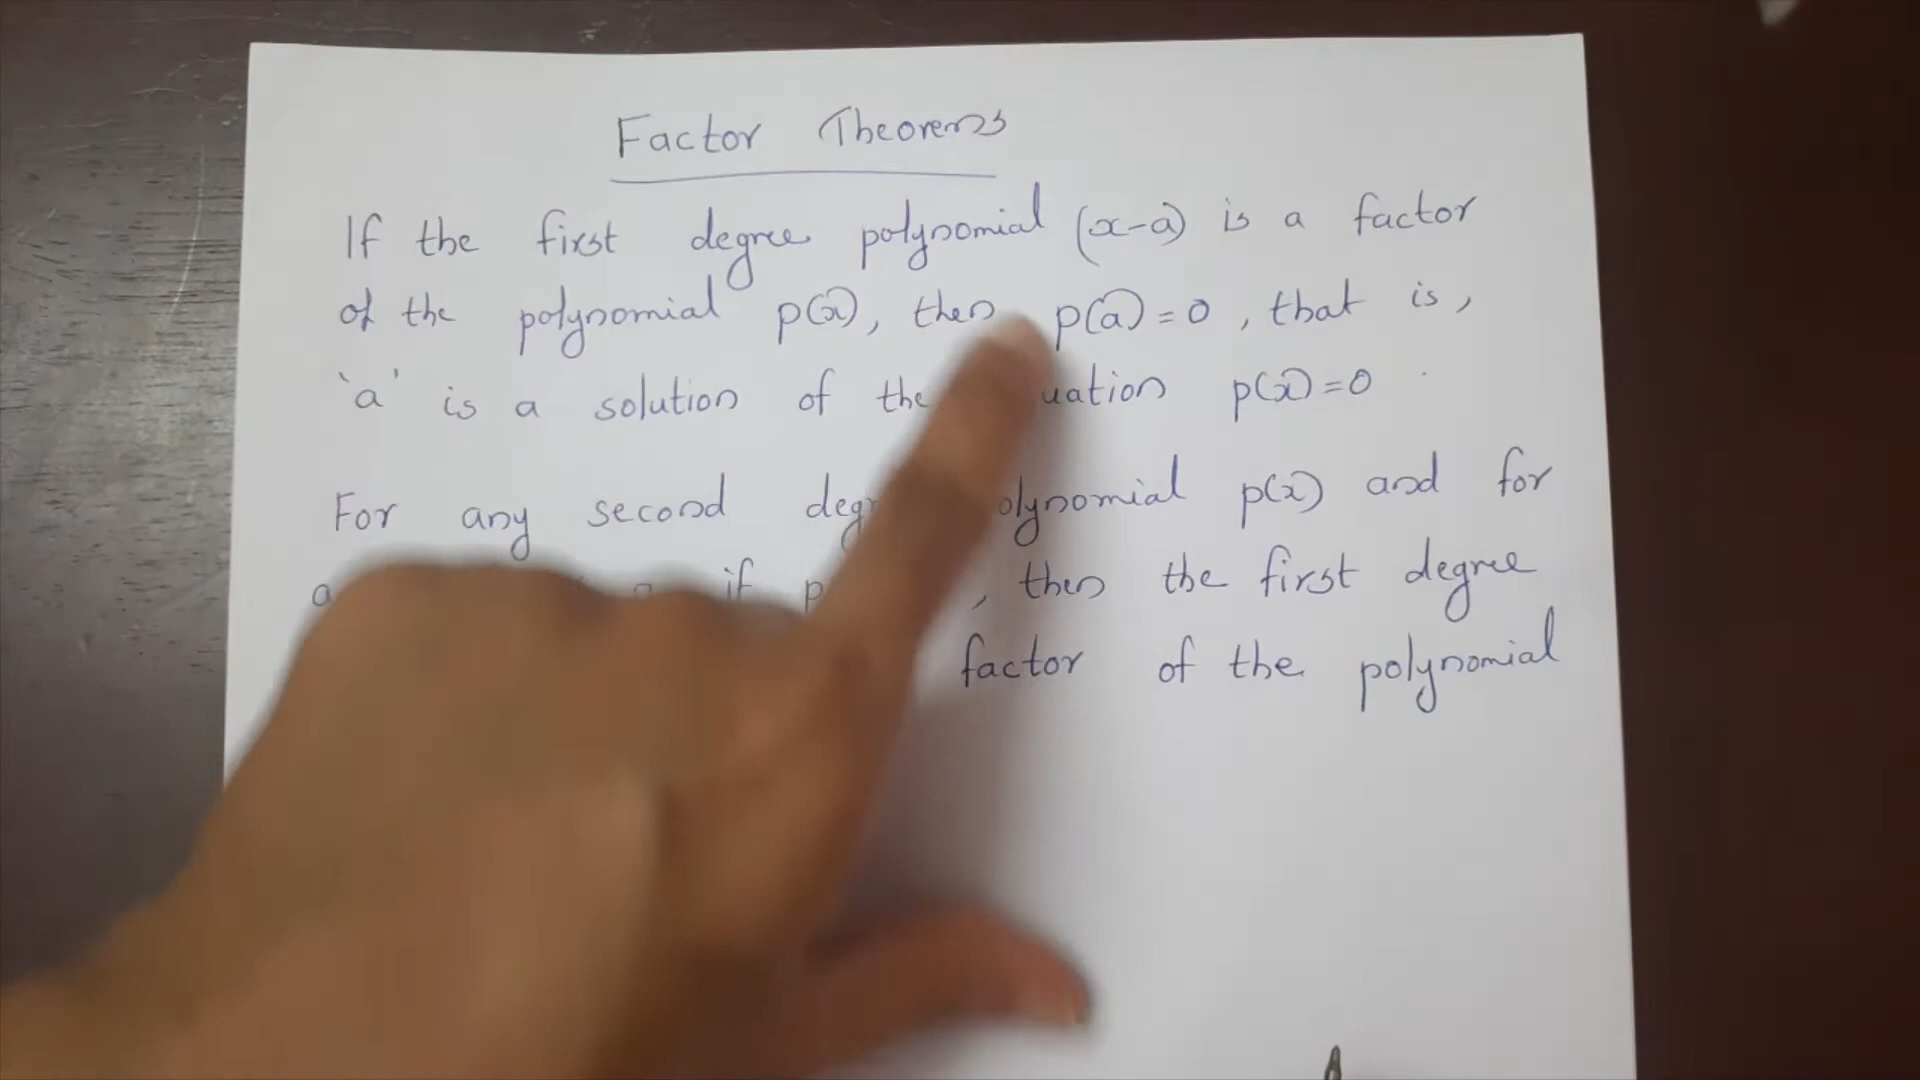 Factor Theorem
If the first degree polynomial (x-a) is a factor
of the polynomial p(x), then p(a)=0, that is,
'a' is a solution of the uation p(x)=0
For any second deg olynomial p(x) and for
a if p , then the first degree
factor of the polynomial